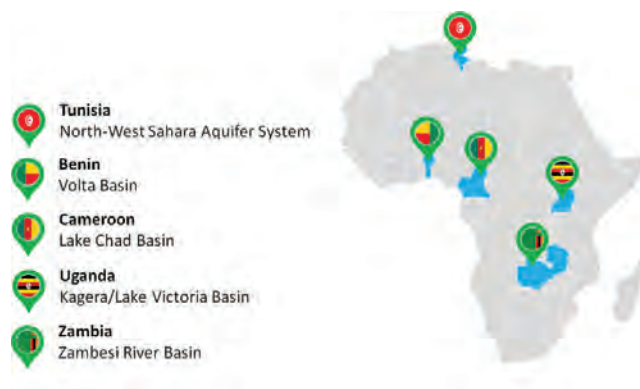 Tunisia
North-West Sahara Aquifer System
Benin
Volta Basin
Cameroon
Lake Chad Basin
Uganda
Kagera/Lake Victoria Basin
Zambia
Zambesi River Basin